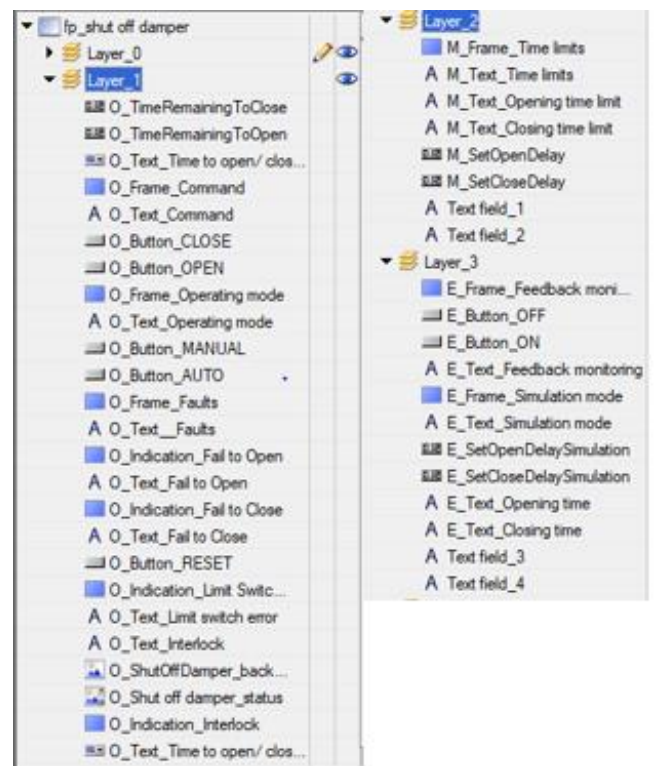 fp_shut off damper
Layer_0
Layer_1
O_TimeRemainingToClose
O_TimeRemainingToOpen
O_Text_Time to open/ clos...
O_Frame_Command
O_Text_Command
O_Button_CLOSE
O_Button_OPEN
O_Frame_Operating mode
O_Text_Operating mode
O_Button_MANUAL
O_Button_AUTO
O_Frame_Faults
O_Text__Faults
O_Indication_Fail to Open
O_Text_Fail to Open
O_Indication_Fail to Close
O_Text_Fail to Close
O_Button_RESET
O_Indication_Limit Switc...
O_Text_Limit switch error
O_Text_Interlock
O_ShutOffDamper_back...
O_Shut off damper_status
O_Indication_Interlock
O_Text_Time to open/ clos...
Layer_2
M_Frame_Time limits
M_Text_Time limits
M_Text_Opening time limit
M_Text_Closing time limit
M_SetOpenDelay
M_SetCloseDelay
Text field_1
Text field_2
Layer_3
E_Frame_Feedback moni...
E_Button_OFF
E_Button_ON
E_Text_Feedback monitoring
E_Frame_Simulation mode
E_Text_Simulation mode
E_SetOpenDelaySimulation
E_SetCloseDelaySimulation
E_Text_Opening time
E_Text_Closing time
Text field_3
Text field_4